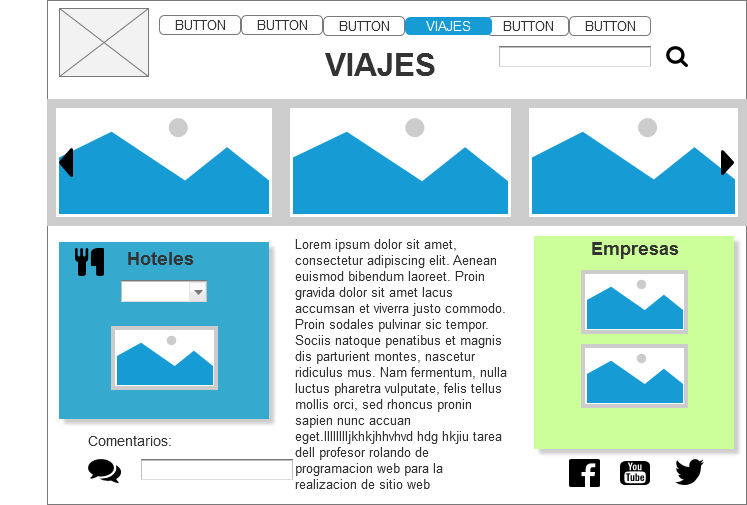 BUTTON BUTTON BUTTON VIAJES BUTTON BUTTON
VIAJES
Hoteles
Lorem ipsum dolor sit amet,
consectetur adipiscing elit. Aenean
euismod bibendum laoreet. Proin
gravida dolor sit amet lacus
accumsan et viverra justo commodo.
Proin sodales pulvinar sic tempor.
Sociis natoque penatibus et magnis
dis parturient montes, nascetur
ridiculus mus. Nam fermentum, nulla
luctus pharetra vulputate, felis tellus
mollis orci, sed rhoncus pronin
sapien nunc accuan
eget.llllllljkhkjhhvhvd hdg hkjiu tarea
dell profesor rolando de
programacion web para la
realizacion de sitio web
Empresas
Comentarios:
You
Tube